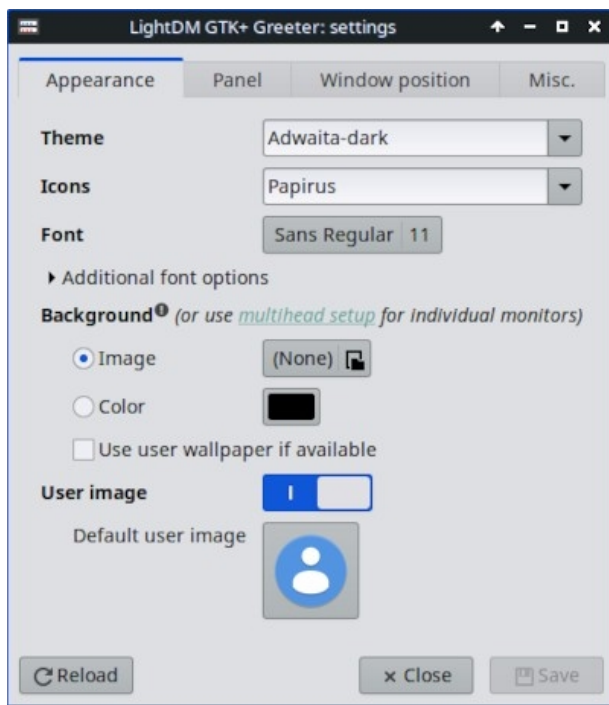 LightDM GTK+ Greeter: settings
Appearance Panel Window position Misc.
Theme Adwaita-dark
Icons Papirus
Font Sans Regular 11
Additional font options
Background (or use multihead setup for individual monitors)
Image (None)
Color
Use user wallpaper if available
User image
Default user image
Reload Close Save